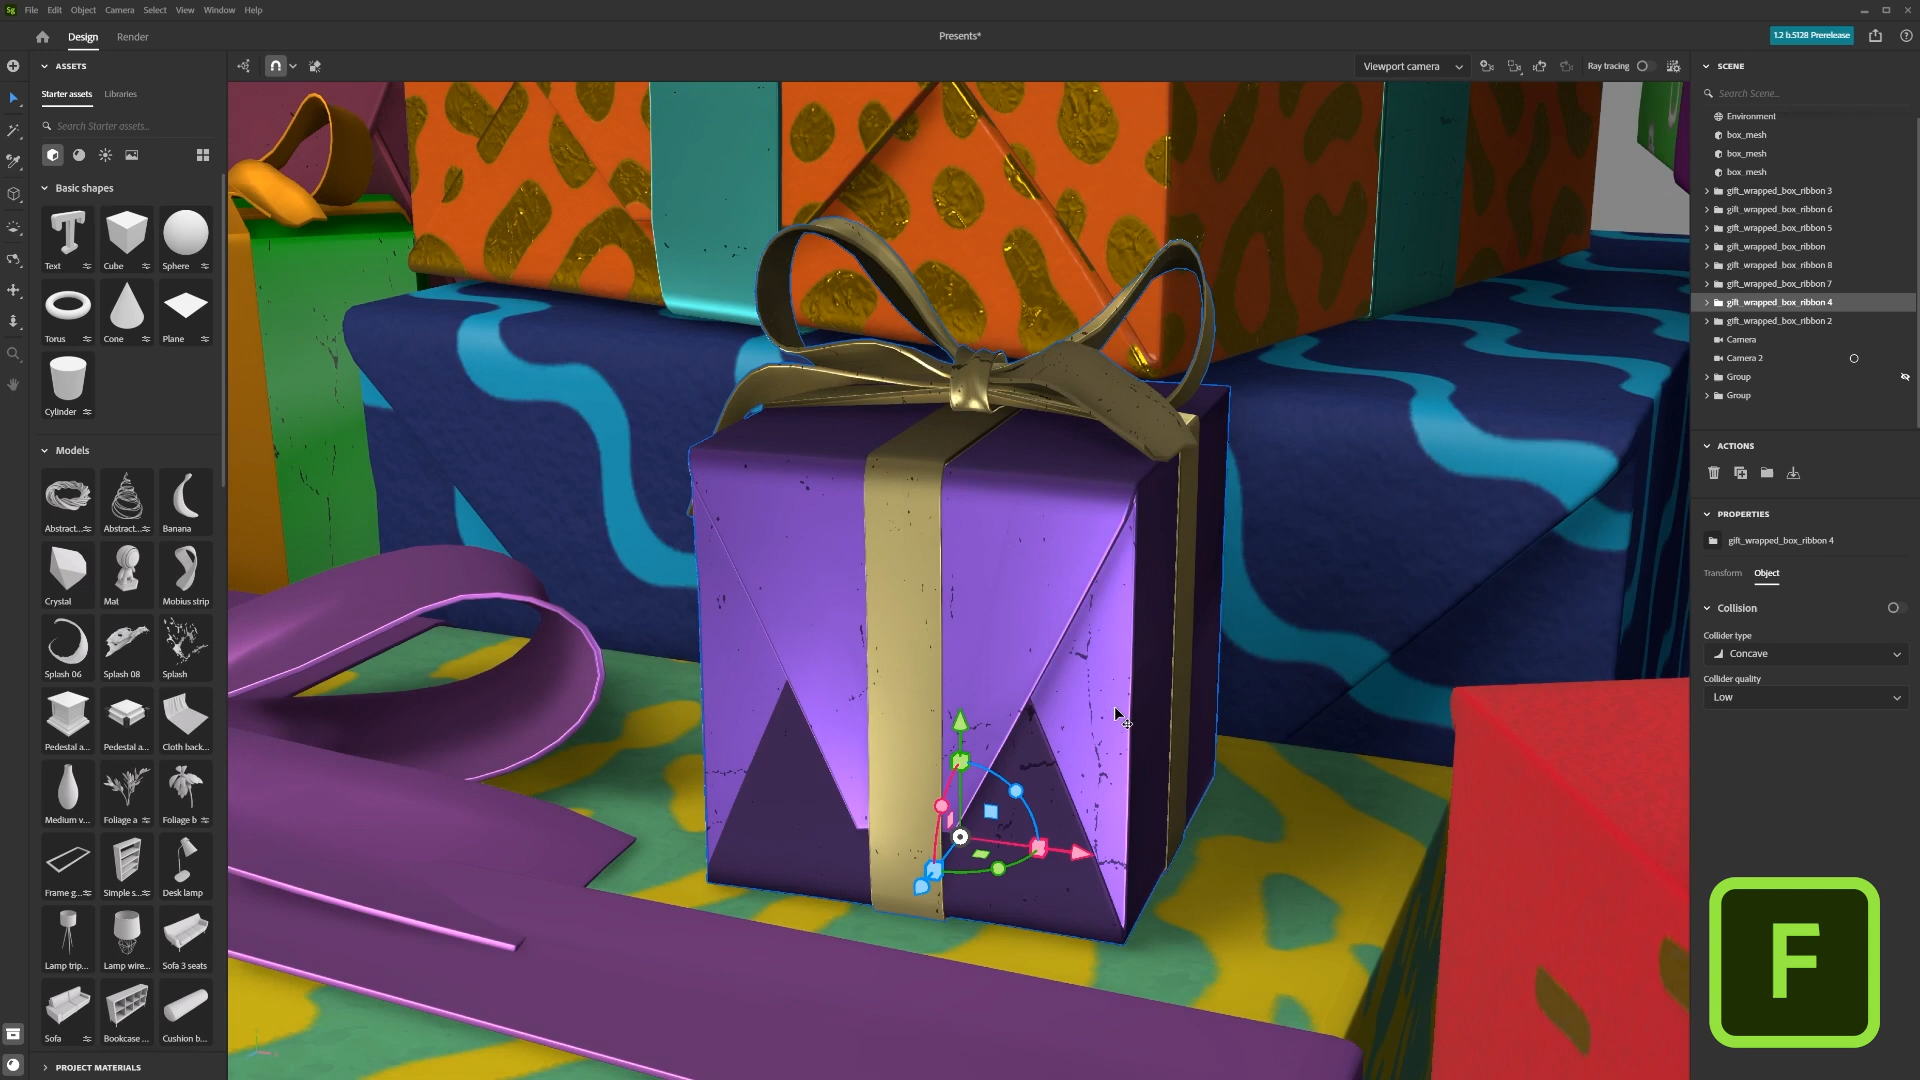 Sg File Edit Object Camera Select View Window Help
Design Render Presents* 1.2 b.5128 Prerelease
ASSETS
Starter assets Libraries
Search Starter assets...
Basic shapes
Text Cube Sphere
Torus Cone Plane
Cylinder
Models
Abstract... Abstract... Banana
Crystal Mat Mobius strip
Splash 06 Splash 08 Splash
Pedestal a... Pedestal a... Cloth back...
Medium v... Foliage a Foliage b
Frame g... Simple s... Desk lamp
Lamp trip... Lamp wire... Sofa 3 seats
Sofa Bookcase ... Cushion b...
PROJECT MATERIALS
Viewport camera Ray tracing
SCENE
Search Scene...
Environment
box_mesh
box_mesh
box_mesh
gift_wrapped_box_ribbon 3
gift_wrapped_box_ribbon 6
gift_wrapped_box_ribbon 5
gift_wrapped_box_ribbon
gift_wrapped_box_ribbon 8
gift_wrapped_box_ribbon 7
gift_wrapped_box_ribbon 4
gift_wrapped_box_ribbon 2
Camera
Camera 2
Group
Group
ACTIONS
PROPERTIES
gift_wrapped_box_ribbon 4
Transform Object
Collision
Collider type
Concave
Collider quality
Low
F